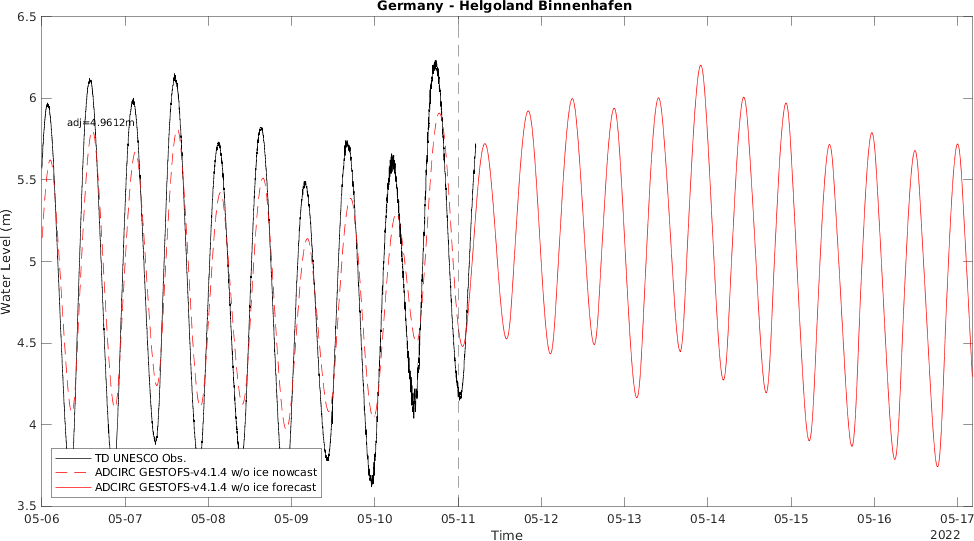 Germany - Helgoland Binnenhafen
6.5
6
5.5
5
4.5
4
3.5
Water Level (m)
adj=4.9612m
TD UNESCO Obs.
ADCIRC GESTOFS-v4.1.4 w/o ice nowcast
ADCIRC GESTOFS-v4.1.4 w/o ice forecast
05-06 05-07 05-08 05-09 05-10 05-11 05-12 05-13 05-14 05-15 05-16 05-17
Time
2022